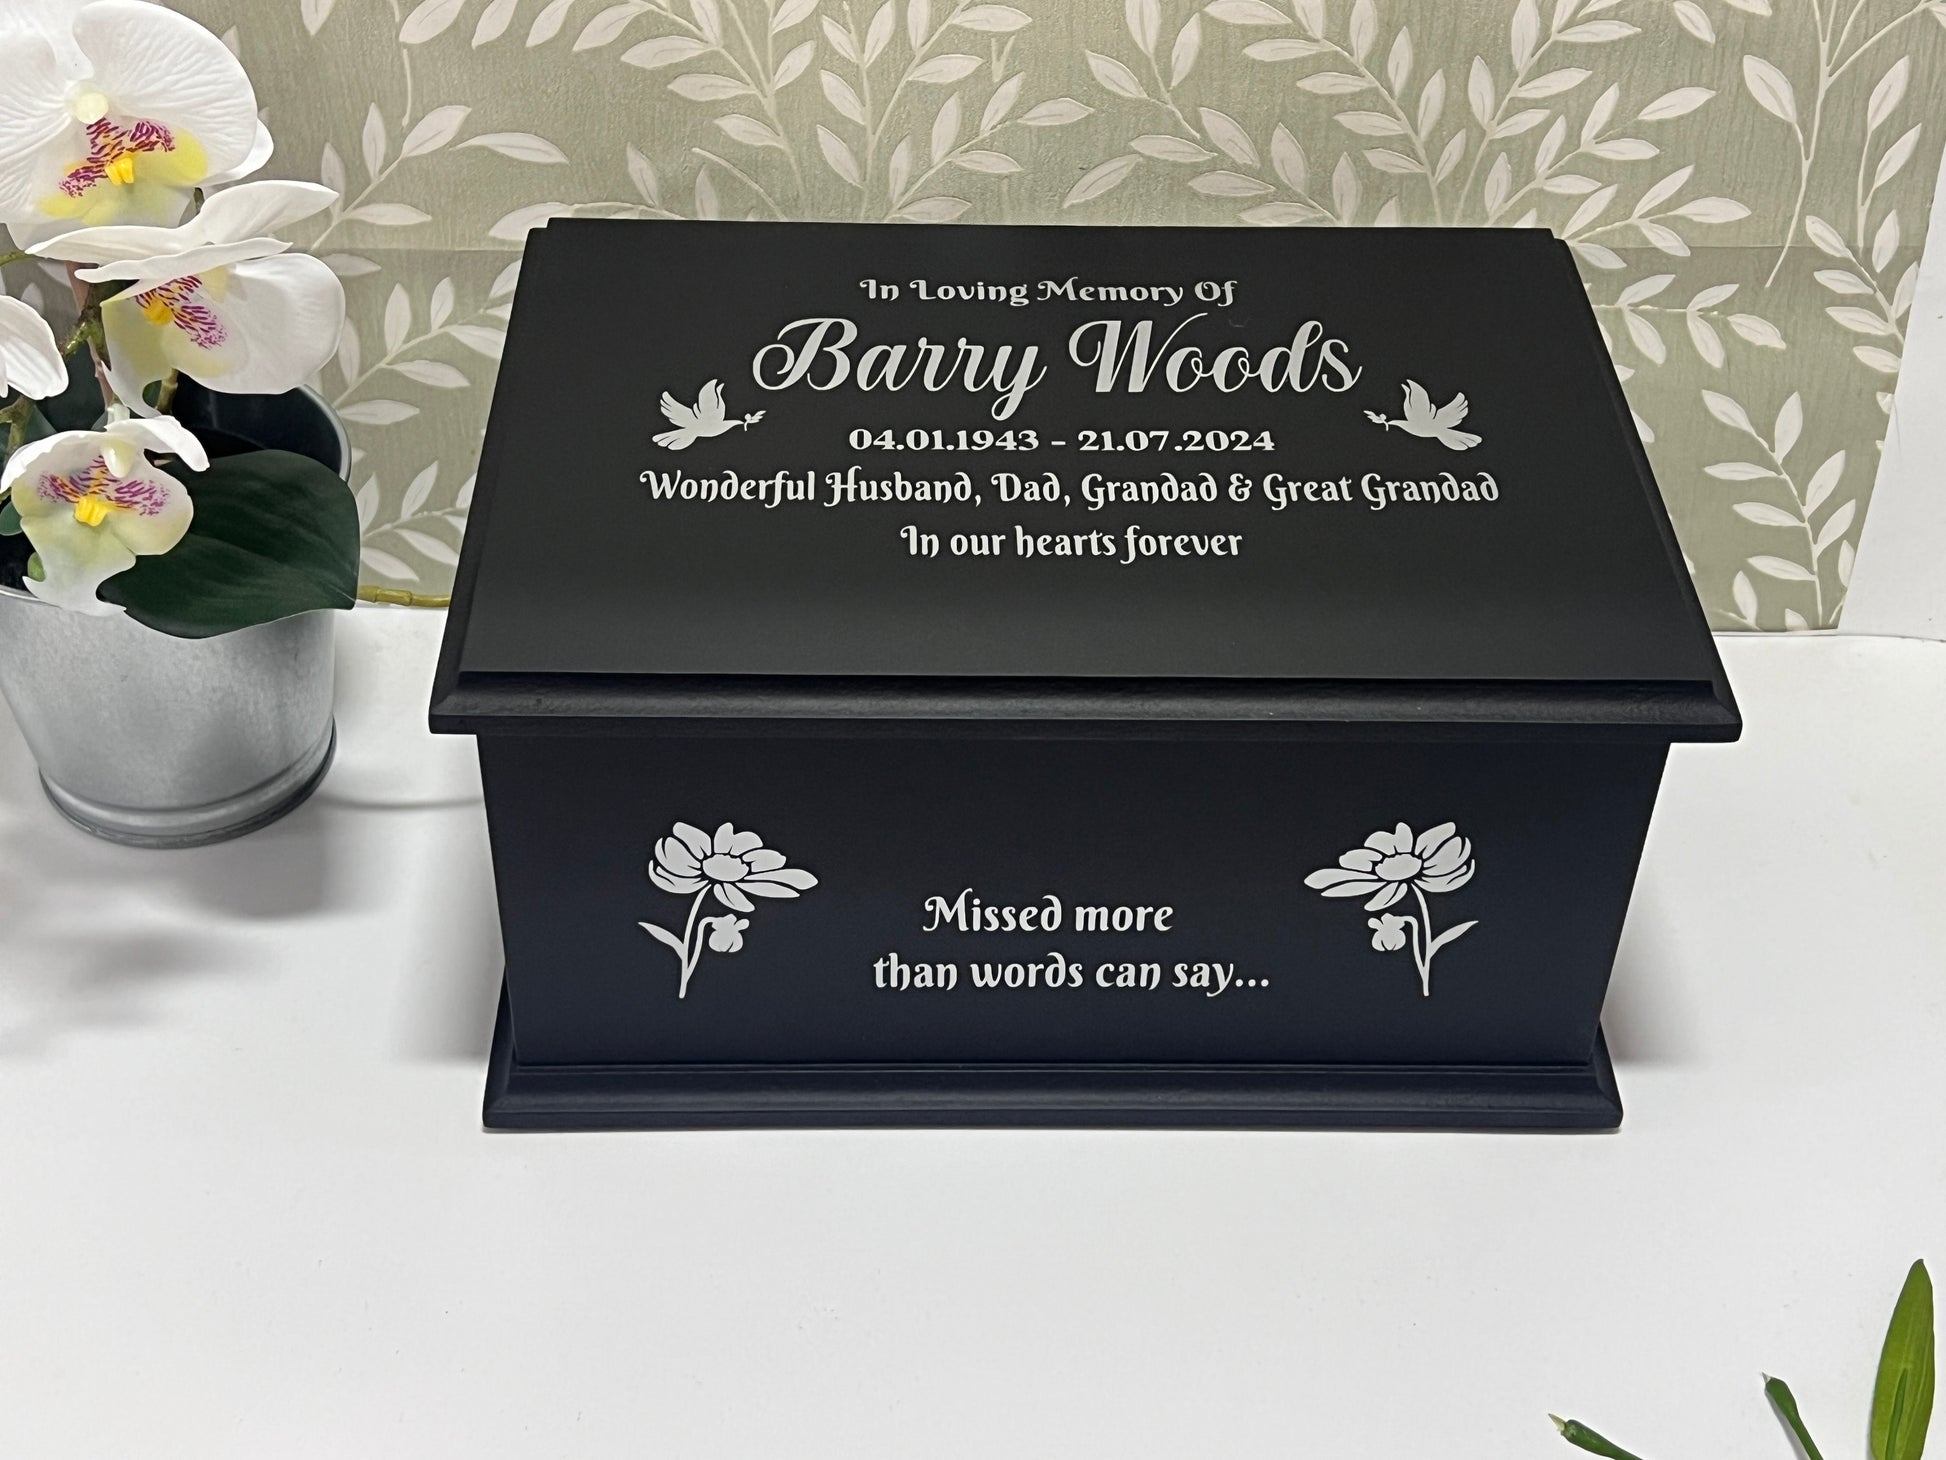 In Loving Memory Of
Barry Woods
04.01.1943 - 21.07.2024
Wonderful Husband, Dad, Grandad & Great Grandad
In our hearts forever
Missed more
than words can say...